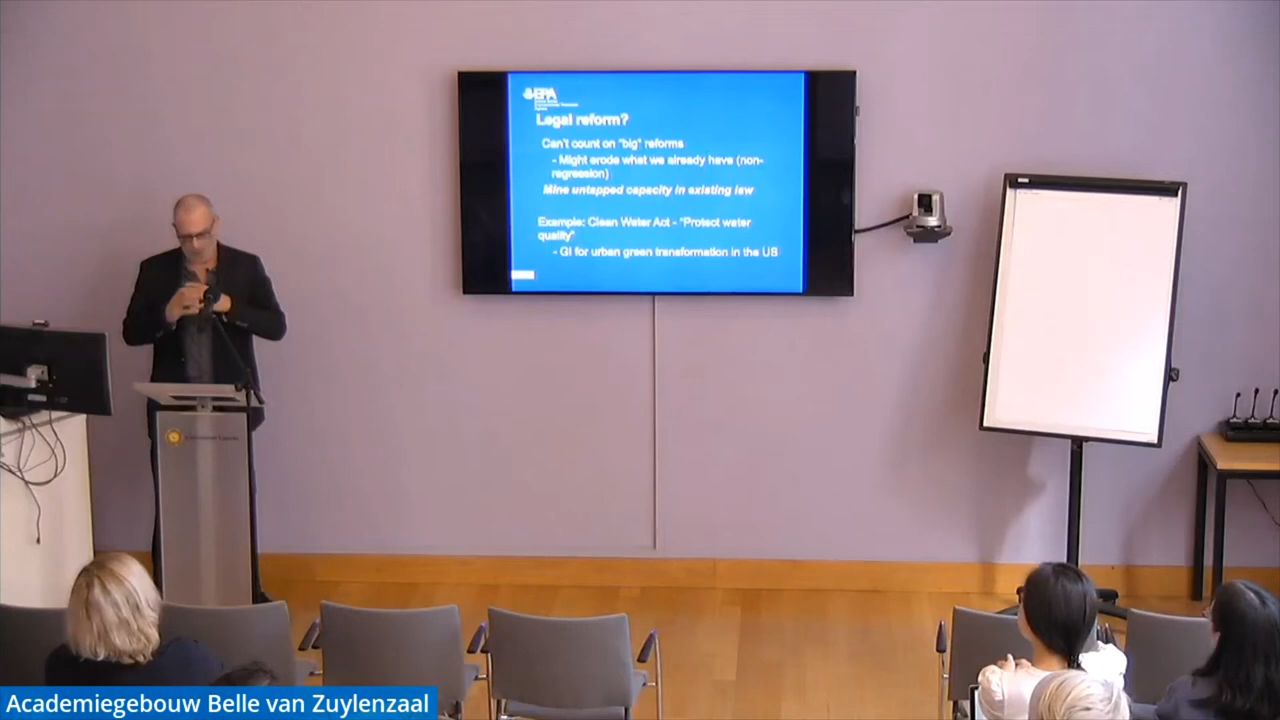 EPA
Legal reform?
Can't count on "big" reforms
- Might erode what we already have (non-
regression)
Mine untapped capacity in existing law
Example: Clean Water Act - "Protect water
quality"
- GI for urban green transformation in the US
Academiegebouw Belle van Zuylenzaal